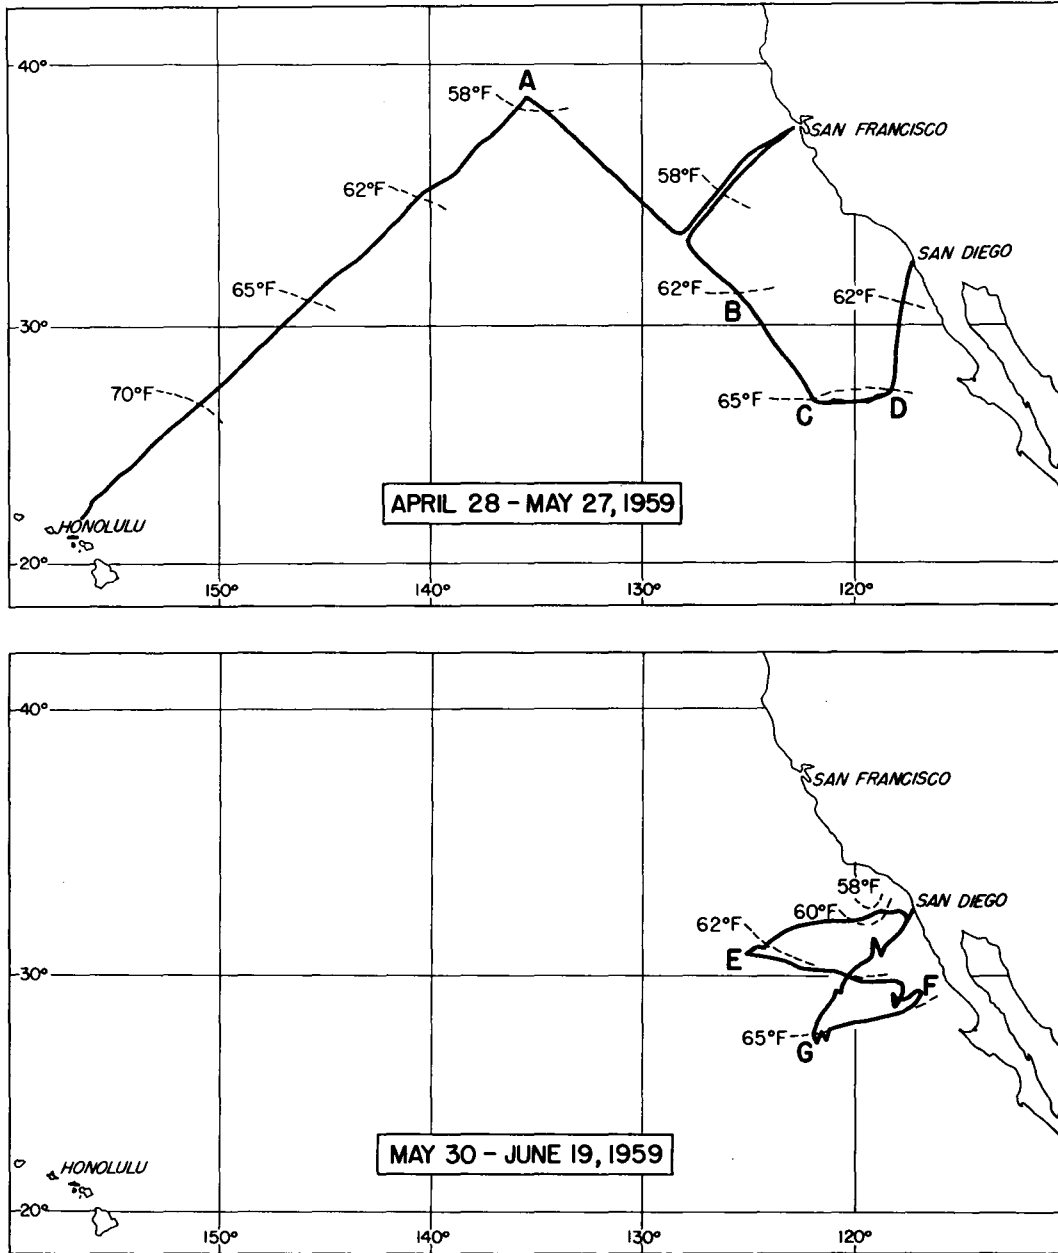 40°
A
58°F
SAN FRANCISCO
58°F
62°F
SAN DIEGO
65°F
62°F
62°F
B
30°
70°F
65°F
C
D
APRIL 28 - MAY 27, 1959
HONOLULU
20°
150°
140°
130°
120°
40°
SAN FRANCISCO
58°F
SAN DIEGO
60°F
62°F
E
30°
F
65°F
G
MAY 30 - JUNE 19, 1959
HONOLULU
20°
150°
140°
130°
120°